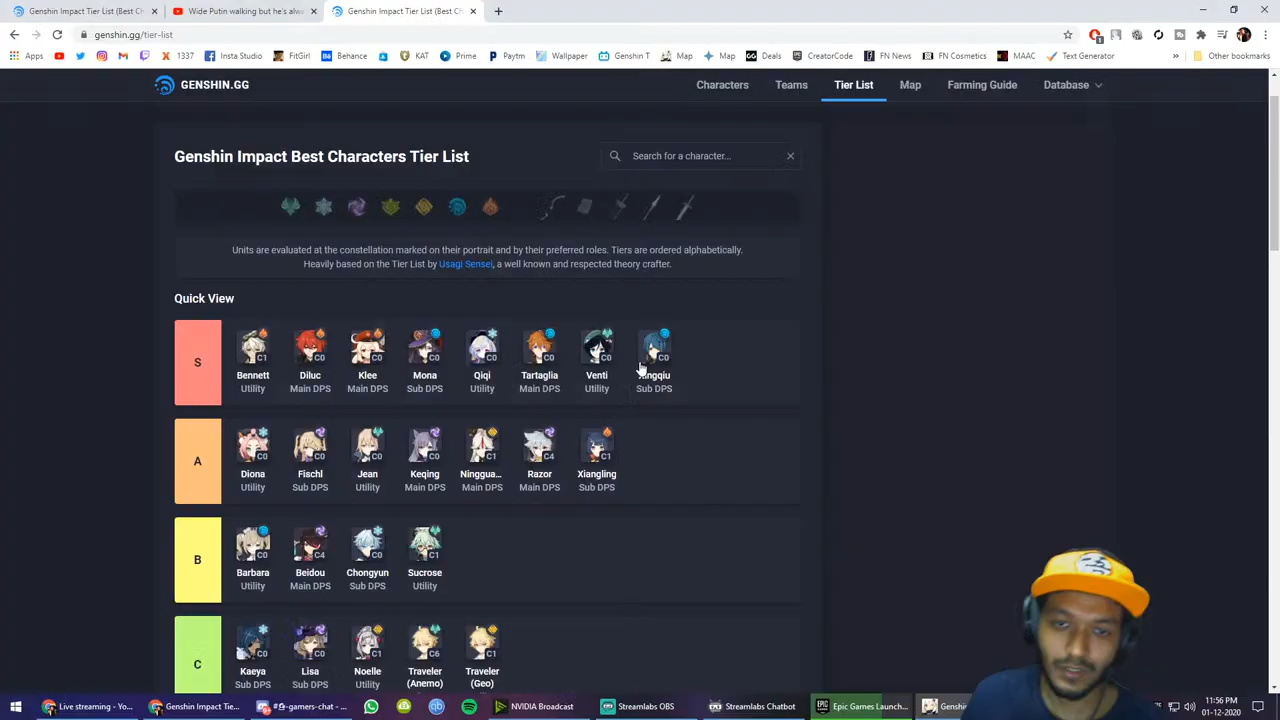 Genshin Impact Tier List (Best C
Wide Putin walking but he's alwa
Genshin Impact Tier List (Best Ch
genshin.gg/tier-list
Apps
1337
Insta Studio
FitGirl
Behance
KAT
Prime
Paytm
Wallpaper
Genshin T
Map
Map
Deals
CreatorCode
FN News
FN Cosmetics
MAAC
Text Generator
Other bookmarks
GENSHIN.GG
Characters
Teams
Tier List
Map
Farming Guide
Database
Genshin Impact Best Characters Tier List
Search for a character...
Units are evaluated at the constellation marked on their portrait and by their preferred roles. Tiers are ordered alphabetically.
Heavily based on the Tier List by Usagi Sensei, a well known and respected theory crafter.
Quick View
S
C1 C0 C0 C0 C0 C0 C0 C0
Bennett Diluc Klee Mona Qiqi Tartaglia Venti
Utility Main DPS Main DPS Sub DPS Utility Main DPS Utility Sub DPS
A
C0 C0 C0 C0 C1 C4 C1
Diona Fischl Jean Keqing Ninggua... Razor Xiangling
Utility Sub DPS Utility Main DPS Main DPS Main DPS Sub DPS
B
C0 C4 C0 C1
Barbara Beidou Chongyun Sucrose
Utility Main DPS Sub DPS Utility
C
C0 C0 C1 C6 C1
Kaeya Lisa Noelle Traveler Traveler
Sub DPS Sub DPS Main DPS (Anemo) (Geo)
Live streaming - Yo...
Genshin Impact Tie...
-gamers-chat - ...
NVIDIA Broadcast
Streamlabs OBS
Streamlabs Chatbot
Epic Games Launch...
Genshin
11:56 PM
01-12-2020